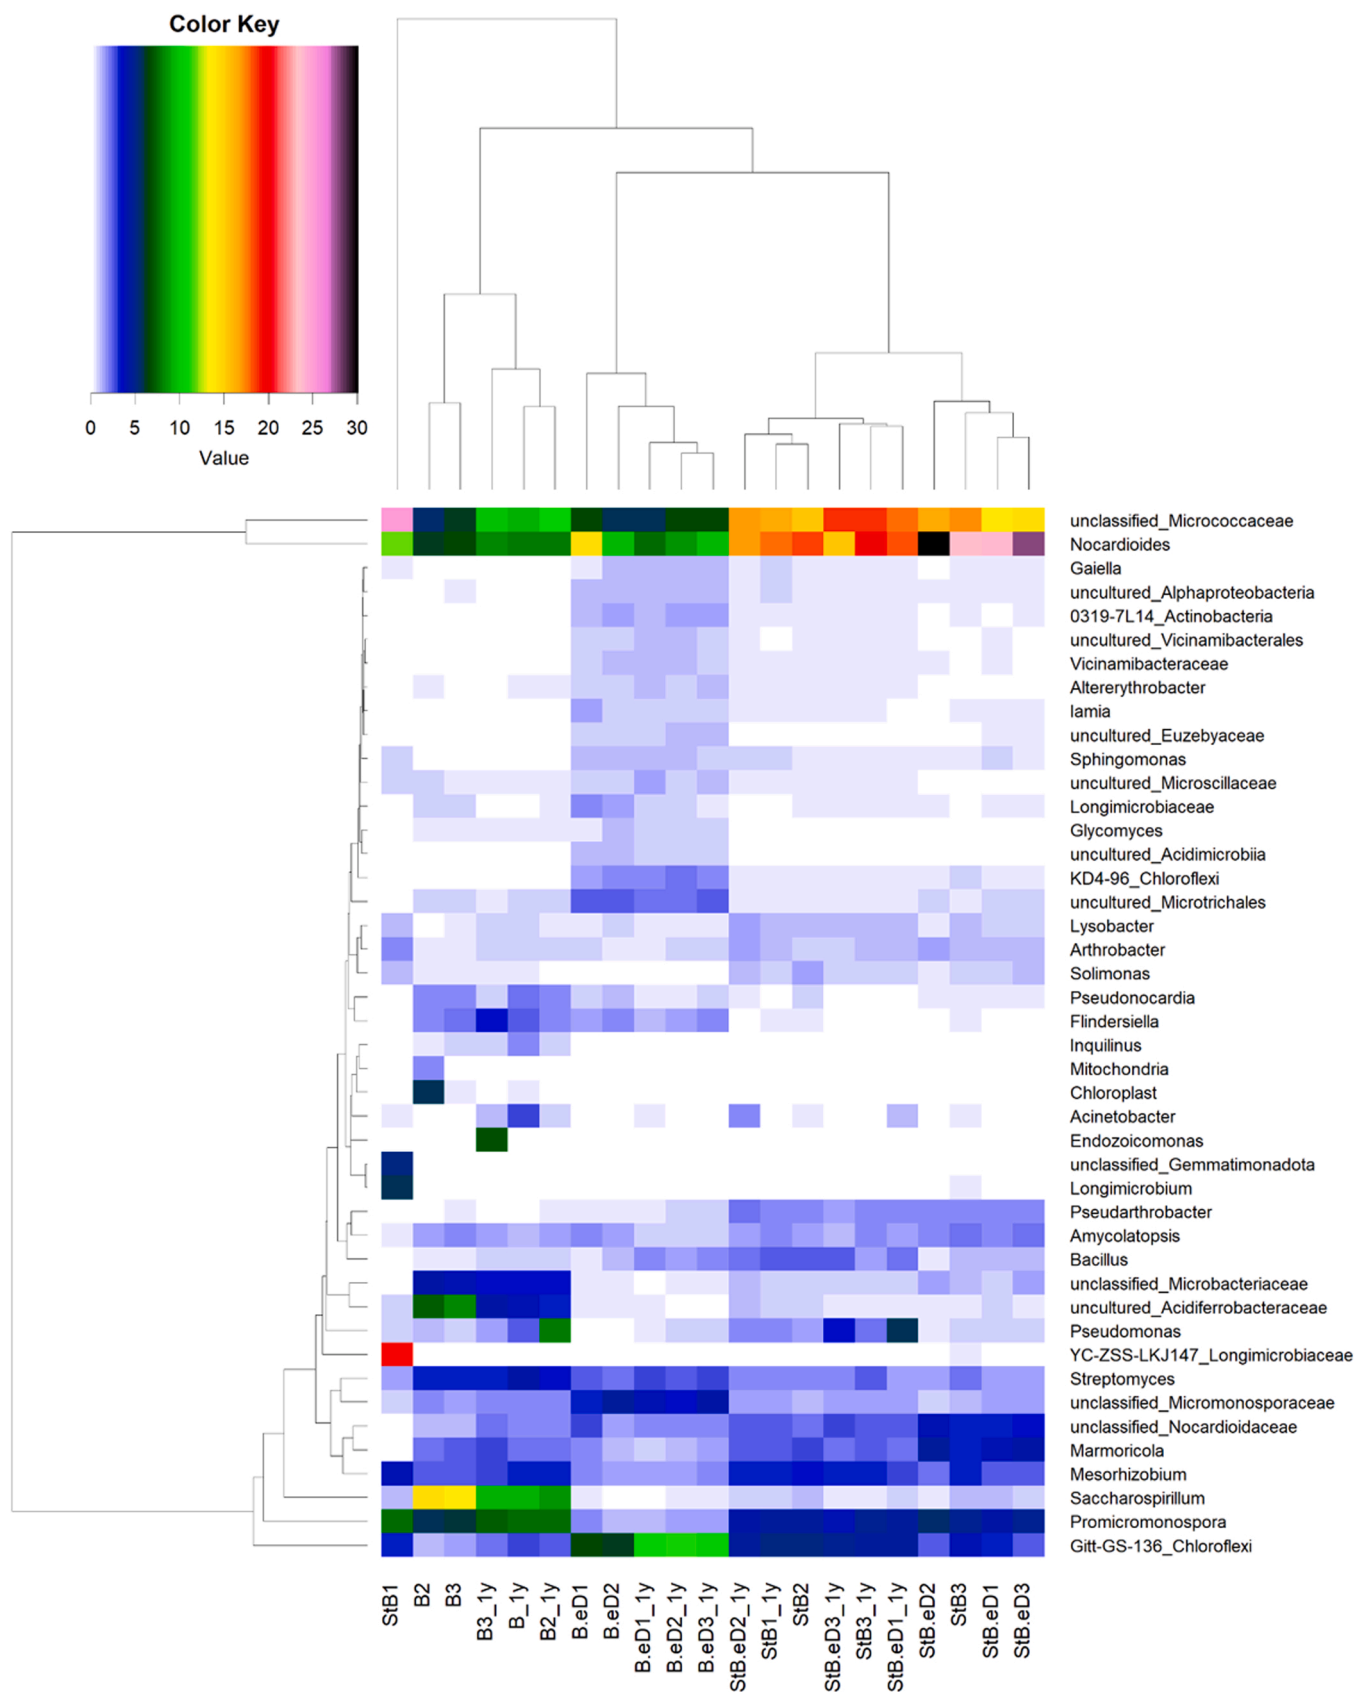 Color Key
0 5 10 15 20 25 30
Value
unclassified_Micrococcaceae
Nocardioides
Gaiella
uncultured_Alphaproteobacteria
0319-7L14_Actinobacteria
uncultured_Vicinamibacterales
Vicinamibacteraceae
Altererythrobacter
Iamia
uncultured_Euzebyaceae
Sphingomonas
uncultured_Microscillaceae
Longimicrobiaceae
Glycomyces
uncultured_Acidimicrobiia
KD4-96_Chloroflexi
uncultured_Microtrichales
Lysobacter
Arthrobacter
Solimonas
Pseudonocardia
Flindersiella
Inquilinus
Mitochondria
Chloroplast
Acinetobacter
Endozoicomonas
unclassified_Gemmatimonadota
Longimicrobium
Pseudarthrobacter
Amycolatopsis
Bacillus
unclassified_Microbacteriaceae
uncultured_Acidiferrobacteraceae
Pseudomonas
YC-ZSS-LKJ147_Longimicrobiaceae
Streptomyces
unclassified_Micromonosporaceae
unclassified_Nocardioidaceae
Marmoricola
Mesorhizobium
Saccharospirillum
Promicromonospora
Gitt-GS-136_Chloroflexi
StB1
B2
B3
B3_1y
B_1y
B2_1y
B.eD1
B.eD2
B.eD1_1y
B.eD2_1y
B.eD3_1y
StB.eD2_1y
StB1_1y
StB2
StB.eD3_1y
StB3_1y
StB.eD1_1y
StB.eD2
StB3
StB.eD1
StB.eD3